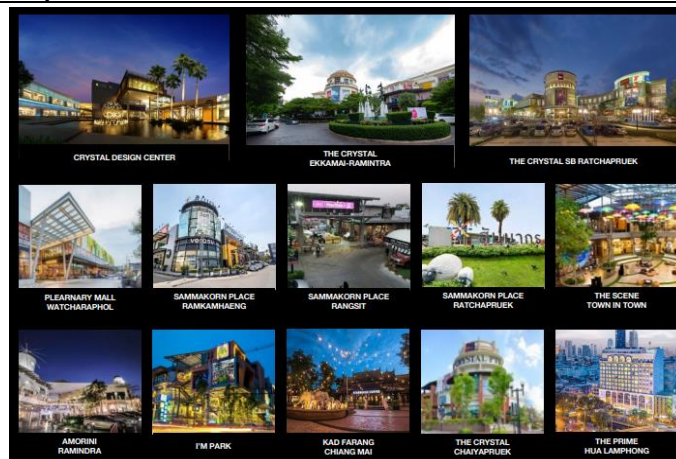 CRYSTAL DESIGN CENTER
THE CRYSTAL
EKKAMAI-RAMINTRA
THE CRYSTAL SB RATCHAPRUEK
PLEARNARY MALL
WATCHARAPHOL
SAMMAKORN PLACE
RAMKAMHAENG
SAMMAKORN PLACE
RANGSIT
SAMMAKORN PLACE
RATCHAPRUEK
THE SCENE
TOWN IN TOWN
AMORINI
RAMINDRA
I'M PARK
KAD FARANG
CHIANG MAI
THE CRYSTAL
CHAIYAPRUEK
THE PRIME
HUA LAMPHONG